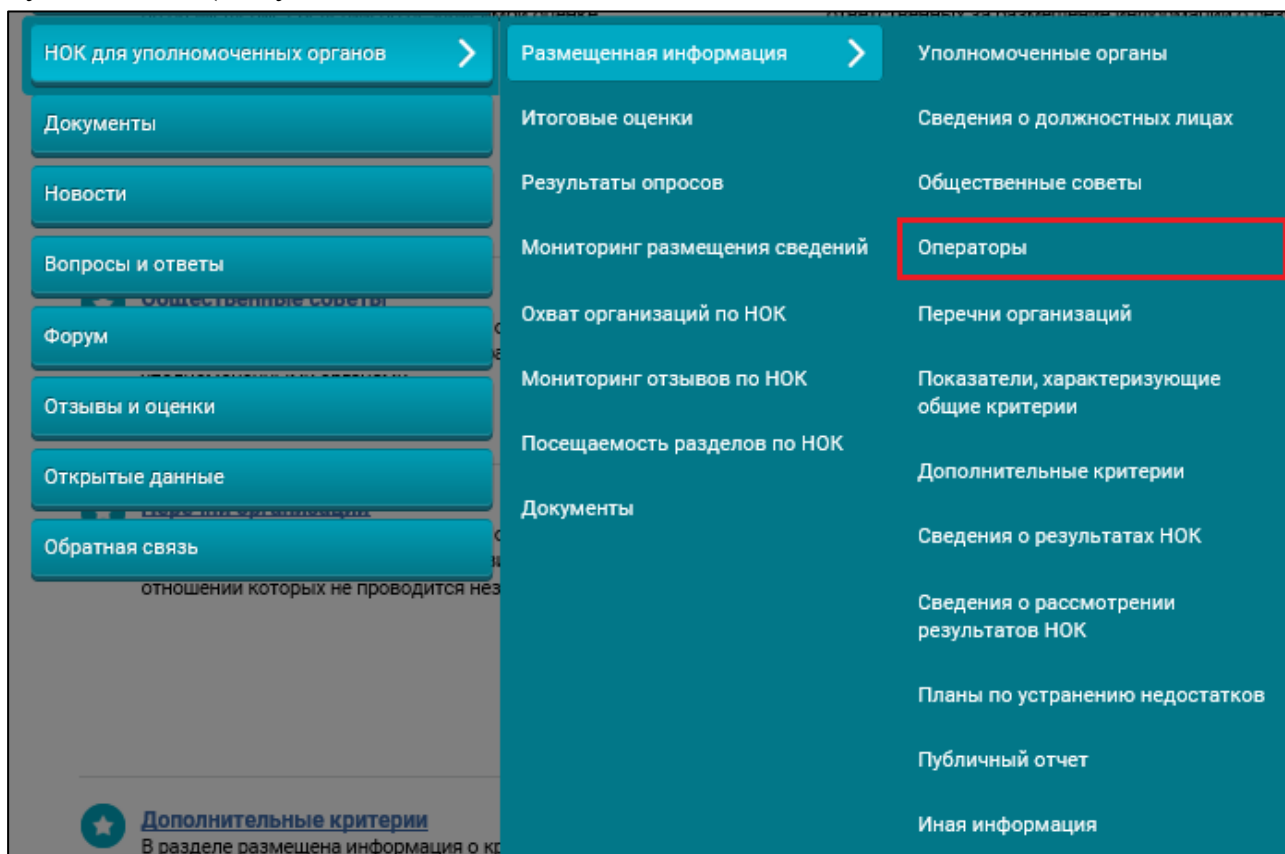 НОК для уполномоченных органов
Документы
Новости
Вопросы и ответы
Общественные советы
Форум
Отзывы и оценки
Открытые данные
Обратная связь
отношении которых не проводится нез
Дополнительные критерии
В разделе размещена информация о кр
Размещенная информация
Итоговые оценки
Результаты опросов
Мониторинг размещения сведений
Охват организаций по НОК
Мониторинг отзывов по НОК
Посещаемость разделов по НОК
Документы
Уполномоченные органы
Сведения о должностных лицах
Общественные советы
Операторы
Перечни организаций
Показатели, характеризующие
общие критерии
Дополнительные критерии
Сведения о результатах НОК
Сведения о рассмотрении
результатов НОК
Планы по устранению недостатков
Публичный отчет
Иная информация